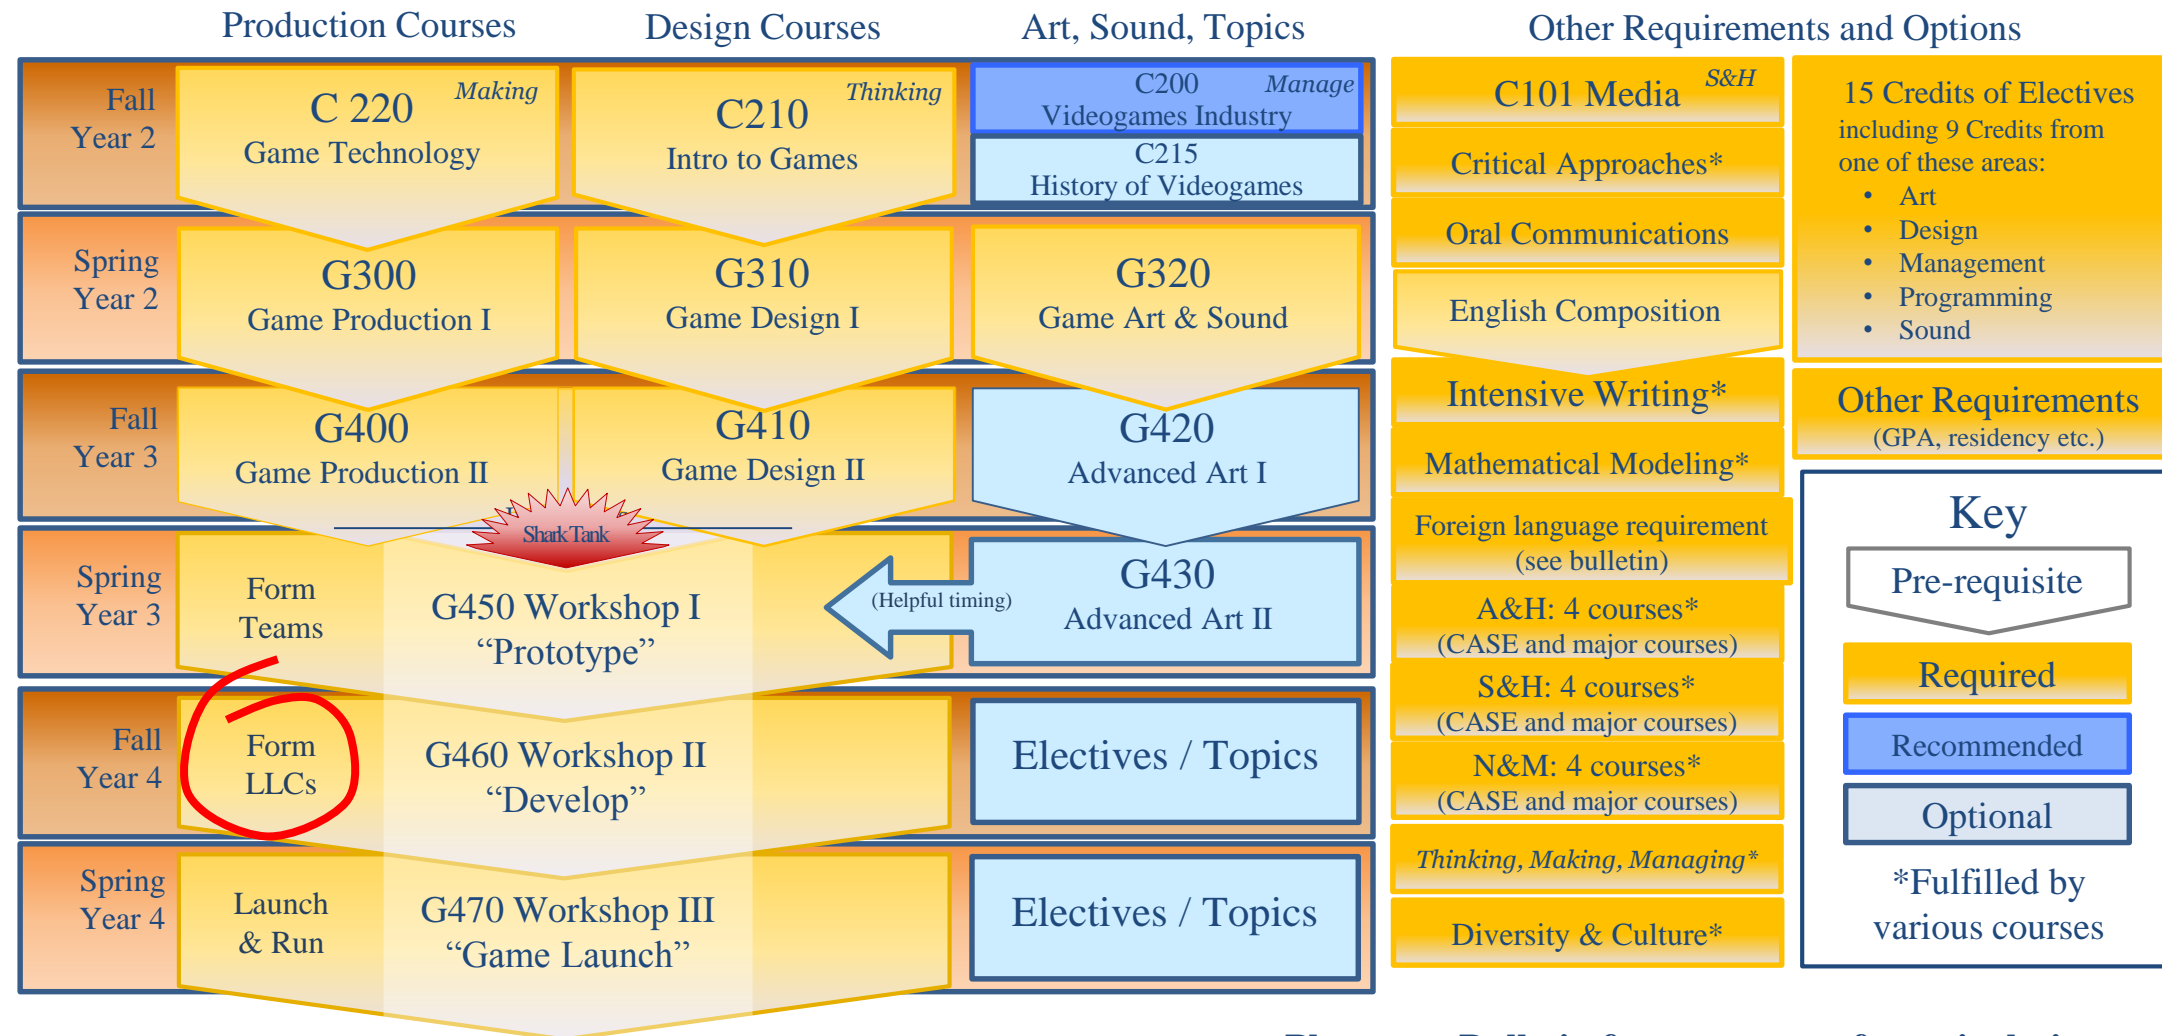 Production Courses
Design Courses
Art, Sound, Topics
Other Requirements and Options
Fall
Year 2
C 220
Making
Game Technology
C210
Thinking
Intro to Games
C200
Manage
Videogames Industry
C215
History of Videogames
Spring
Year 2
G300
Game Production I
G310
Game Design I
G320
Game Art & Sound
Fall
Year 3
G400
Game Production II
G410
Game Design II
G420
Advanced Art I
Shark Tank
Spring
Year 3
Form
Teams
G450 Workshop I
“Prototype”
(Helpful timing)
G430
Advanced Art II
Fall
Year 4
Form
LLCs
G460 Workshop II
“Develop”
Electives / Topics
Spring
Year 4
Launch
& Run
G470 Workshop III
“Game Launch”
Electives / Topics
C101 Media
S&H
Critical Approaches*
Oral Communications
English Composition
Intensive Writing*
Mathematical Modeling*
Foreign language requirement
(see bulletin)
A&H: 4 courses*
(CASE and major courses)
S&H: 4 courses*
(CASE and major courses)
N&M: 4 courses*
(CASE and major courses)
Thinking, Making, Managing*
Diversity & Culture*
15 Credits of Electives
including 9 Credits from
one of these areas:
• Art
• Design
• Management
• Programming
• Sound
Other Requirements
(GPA, residency etc.)
Key
Pre-requisite
Required
Recommended
Optional
*Fulfilled by
various courses